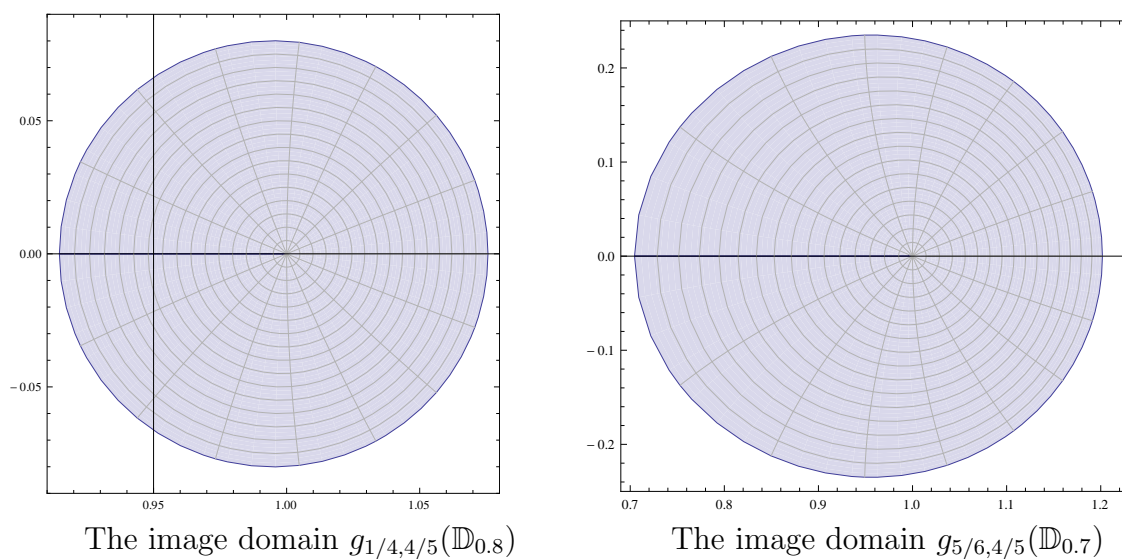 0.05
0.00
−0.05
0.95 1.00 1.05
0.2
0.1
0.0
−0.1
−0.2
0.7 0.8 0.9 1.0 1.1 1.2
The image domain g_{1/4,4/5}(𝔻_{0.8})
The image domain g_{5/6,4/5}(𝔻_{0.7})